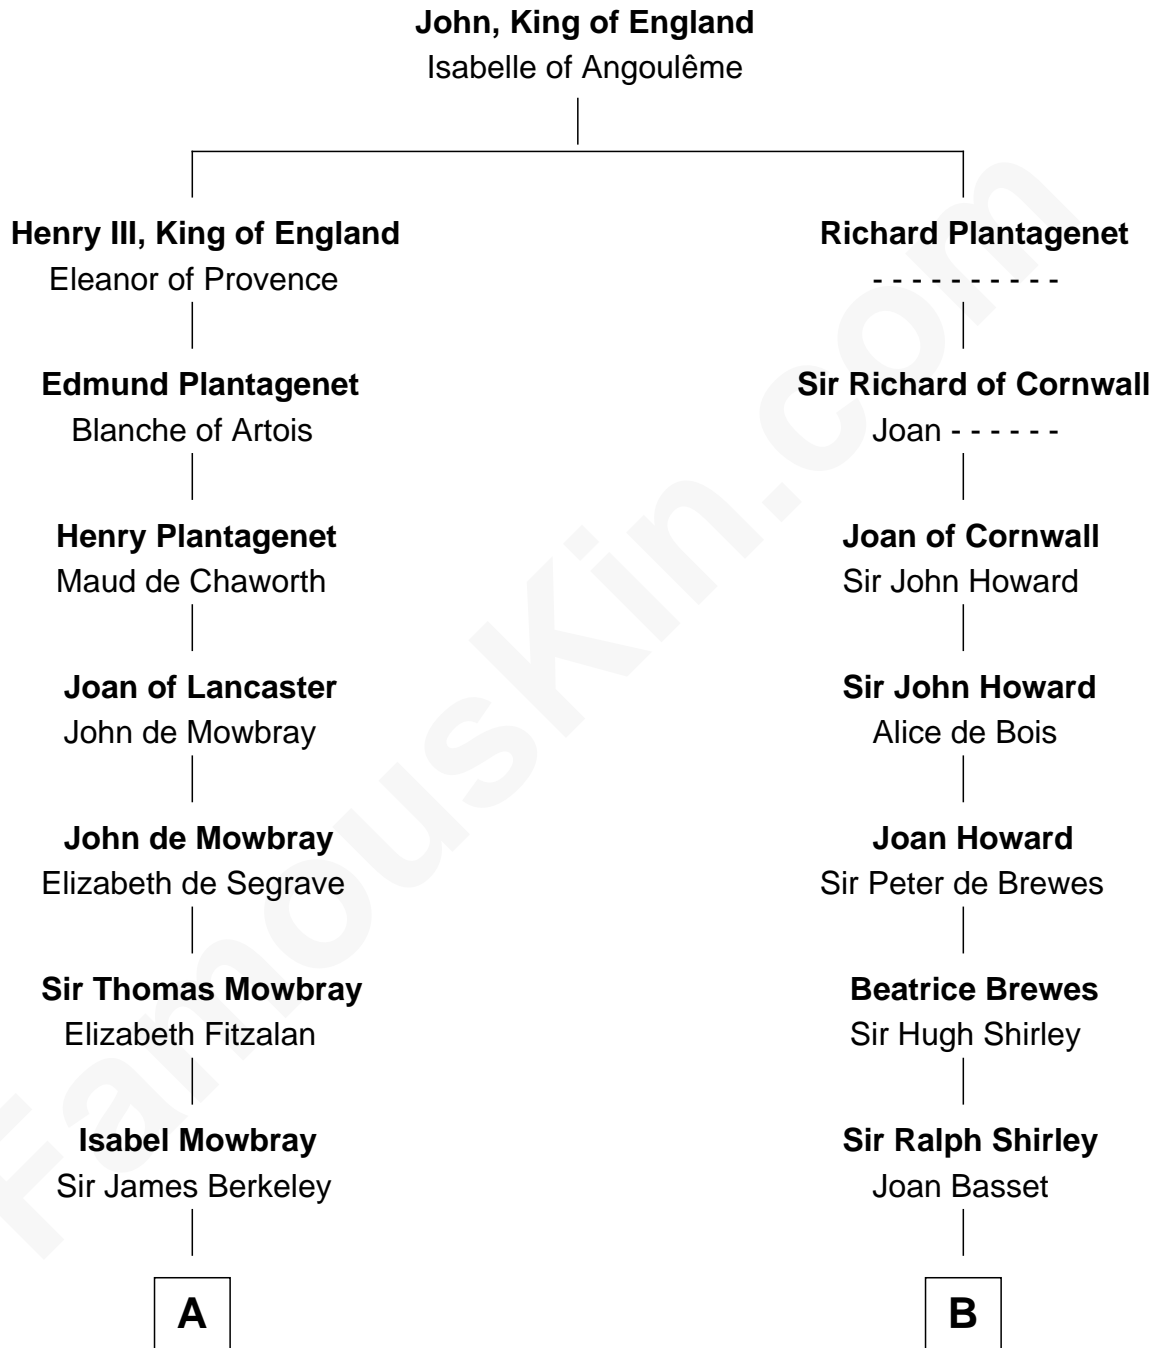 John, King of England
Isabelle of Angoulême
Henry III, King of England
Eleanor of Provence
Richard Plantagenet
- - - - - - - - - -
Edmund Plantagenet
Blanche of Artois
Sir Richard of Cornwall
Joan - - - - - -
Henry Plantagenet
Maud de Chaworth
Joan of Cornwall
Sir John Howard
Joan of Lancaster
John de Mowbray
Sir John Howard
Alice de Bois
John de Mowbray
Elizabeth de Segrave
Joan Howard
Sir Peter de Brewes
Sir Thomas Mowbray
Elizabeth Fitzalan
Beatrice Brewes
Sir Hugh Shirley
Isabel Mowbray
Sir James Berkeley
Sir Ralph Shirley
Joan Basset
A
B
FamousKin.com